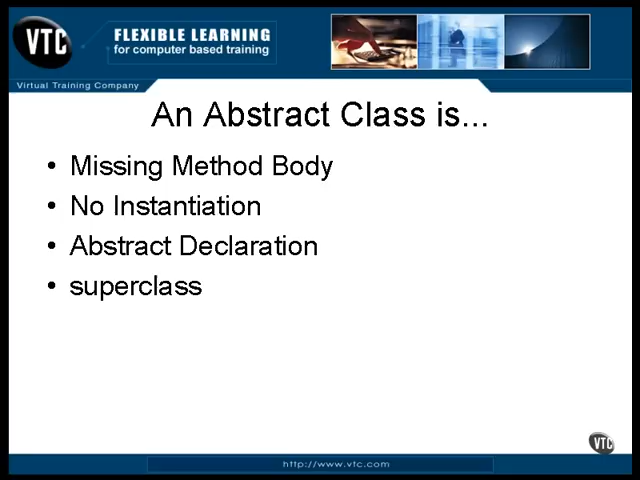 VTC
FLEXIBLE LEARNING
for computer based training
Virtual Training Company
An Abstract Class is...
• Missing Method Body
• No Instantiation
• Abstract Declaration
• superclass
VTC
http://www.vtc.com